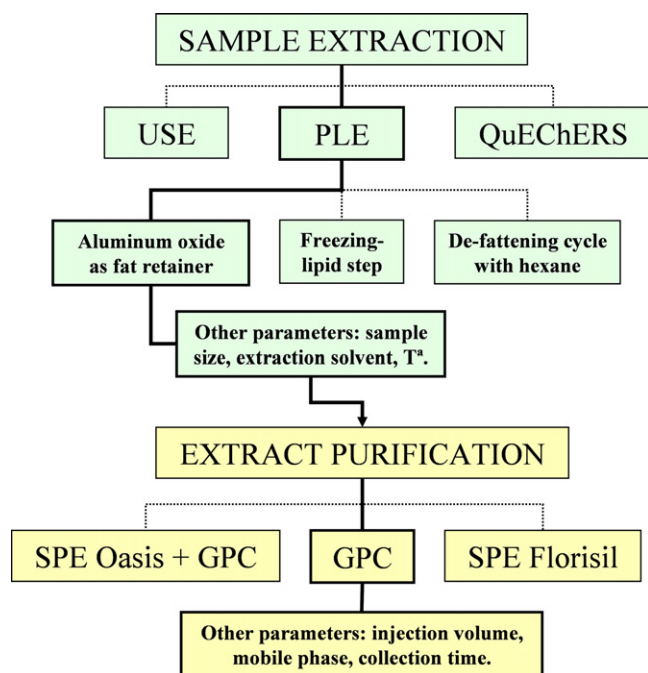 SAMPLE EXTRACTION
USE
PLE
QuEChERS
Aluminum oxide
as fat retainer
Freezing-
lipid step
De-fattening cycle
with hexane
Other parameters: sample
size, extraction solvent, Tª.
EXTRACT PURIFICATION
SPE Oasis + GPC
GPC
SPE Florisil
Other parameters: injection volume,
mobile phase, collection time.